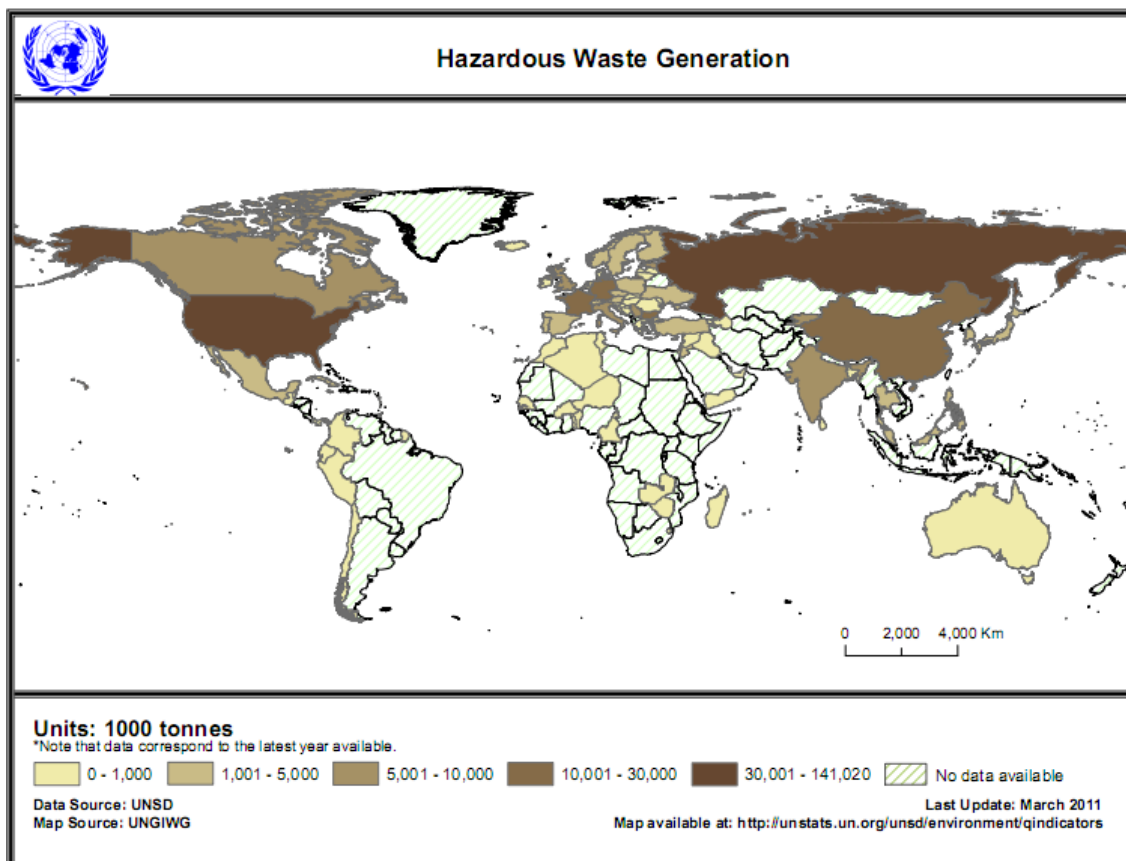 Hazardous Waste Generation
0 2,000 4,000 Km
Units: 1000 tonnes
*Note that data correspond to the latest year available.
0 - 1,000 1,001 - 5,000 5,001 - 10,000 10,001 - 30,000 30,001 - 141,020 No data available
Data Source: UNSD Last Update: March 2011
Map Source: UNGIWG Map available at: http://unstats.un.org/unsd/environment/qindicators